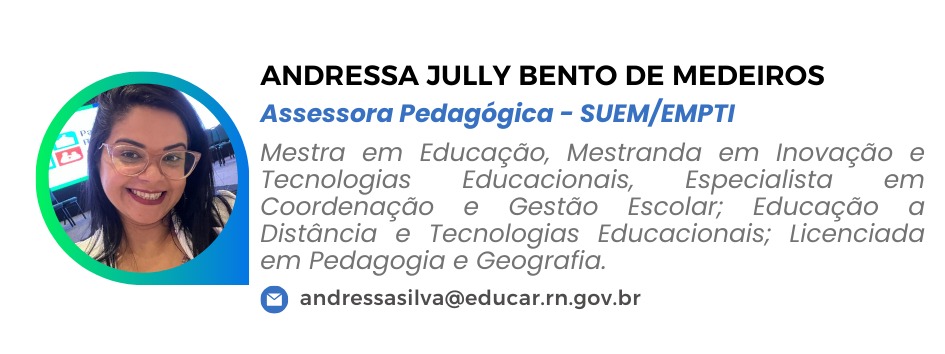 ANDRESSA JULLY BENTO DE MEDEIROS
Assessora Pedagógica - SUEM/EMPTI
Mestra em Educação, Mestranda em Inovação e
Tecnologias Educacionais, Especialista em
Coordenação e Gestão Escolar; Educação a
Distância e Tecnologias Educacionais; Licenciada
em Pedagogia e Geografia.
andressasilva@educar.rn.gov.br